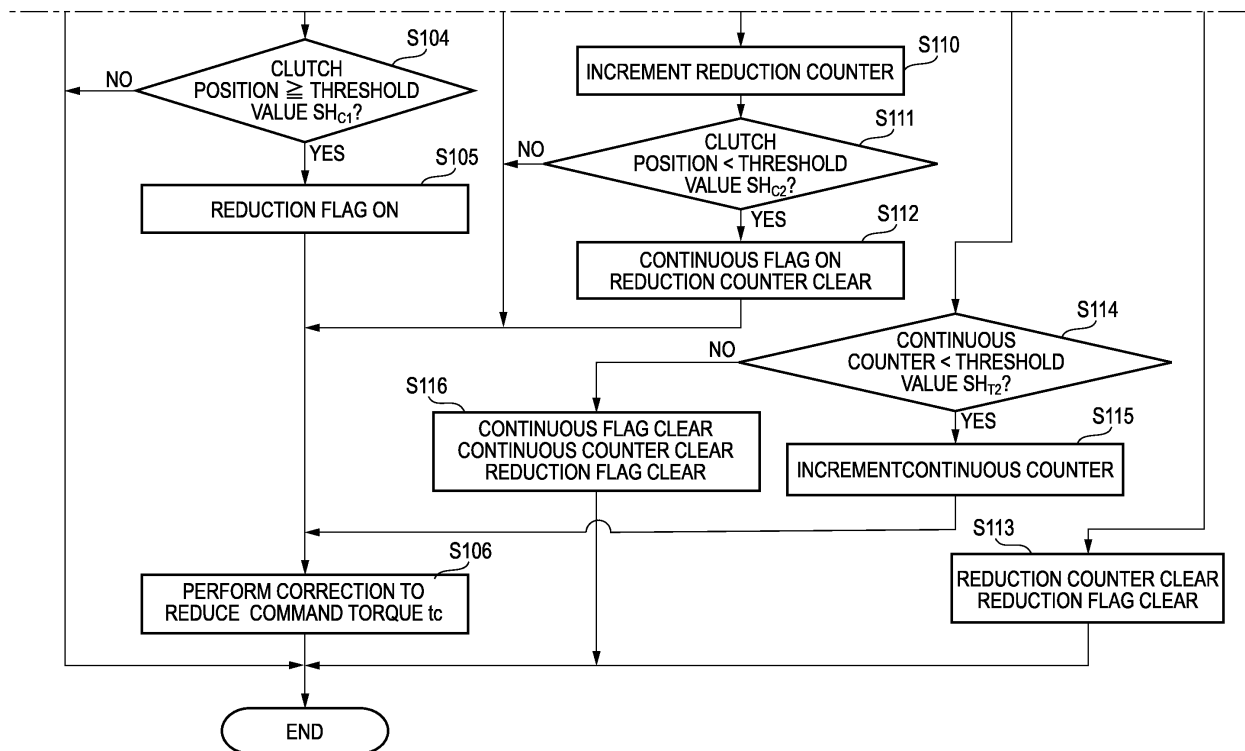 S104
CLUTCH
POSITION ≧ THRESHOLD
VALUE SHC1?
NO
YES
S105
REDUCTION FLAG ON
S110
INCREMENT REDUCTION COUNTER
S111
CLUTCH
POSITION < THRESHOLD
VALUE SHC2?
NO
YES
S112
CONTINUOUS FLAG ON
REDUCTION COUNTER CLEAR
S114
CONTINUOUS
COUNTER < THRESHOLD
VALUE SHT2?
NO
YES
S116
CONTINUOUS FLAG CLEAR
CONTINUOUS COUNTER CLEAR
REDUCTION FLAG CLEAR
S115
INCREMENTCONTINUOUS COUNTER
S106
PERFORM CORRECTION TO
REDUCE COMMAND TORQUE tc
S113
REDUCTION COUNTER CLEAR
REDUCTION FLAG CLEAR
END